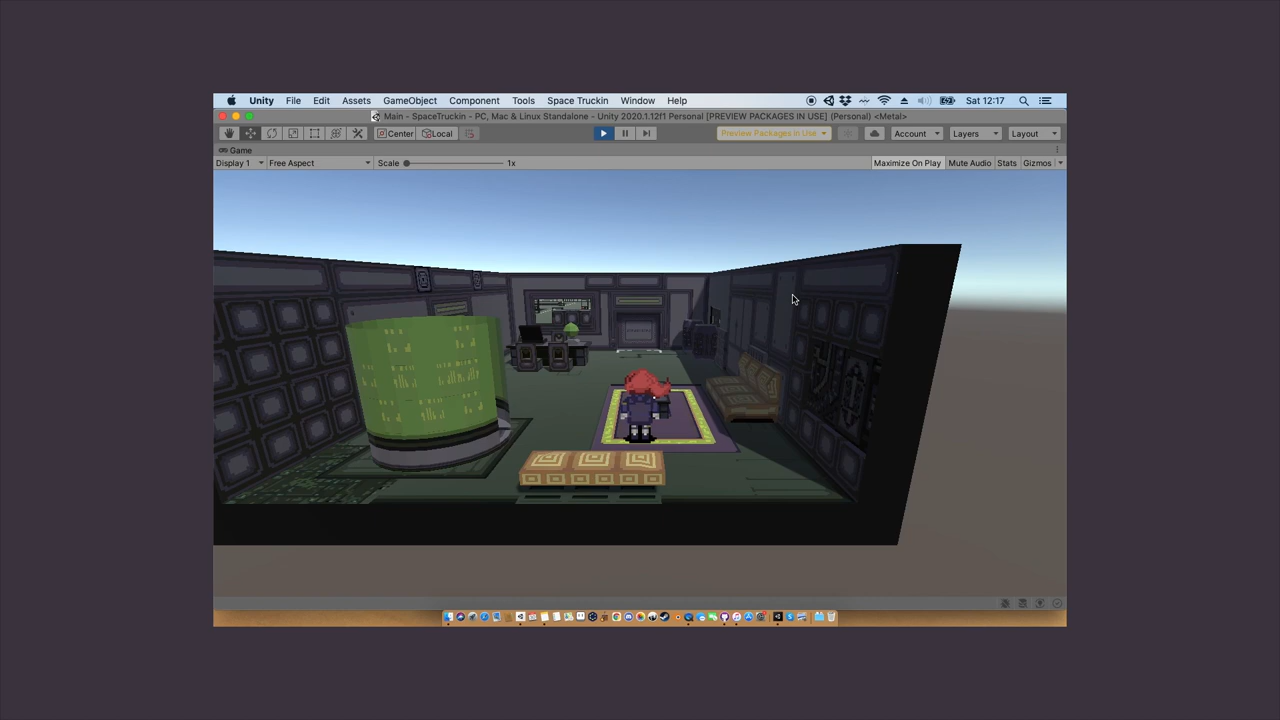 Unity File Edit Assets GameObject Component Tools Space Truckin Window Help Sat 12:17
Main - SpaceTruckin - PC, Mac & Linux Standalone - Unity 2020.1.12f1 Personal [PREVIEW PACKAGES IN USE] (Personal) <Metal>
Center Local Preview Packages in Use Account Layers Layout
Game
Display 1 Free Aspect Scale 1x Maximize On Play Mute Audio Stats Gizmos